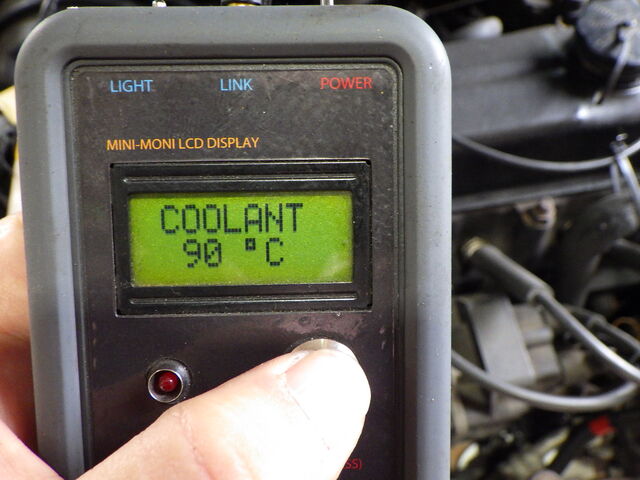 LIGHT LINK POWER
MINI-MONI LCD DISPLAY
COOLANT
90 °C